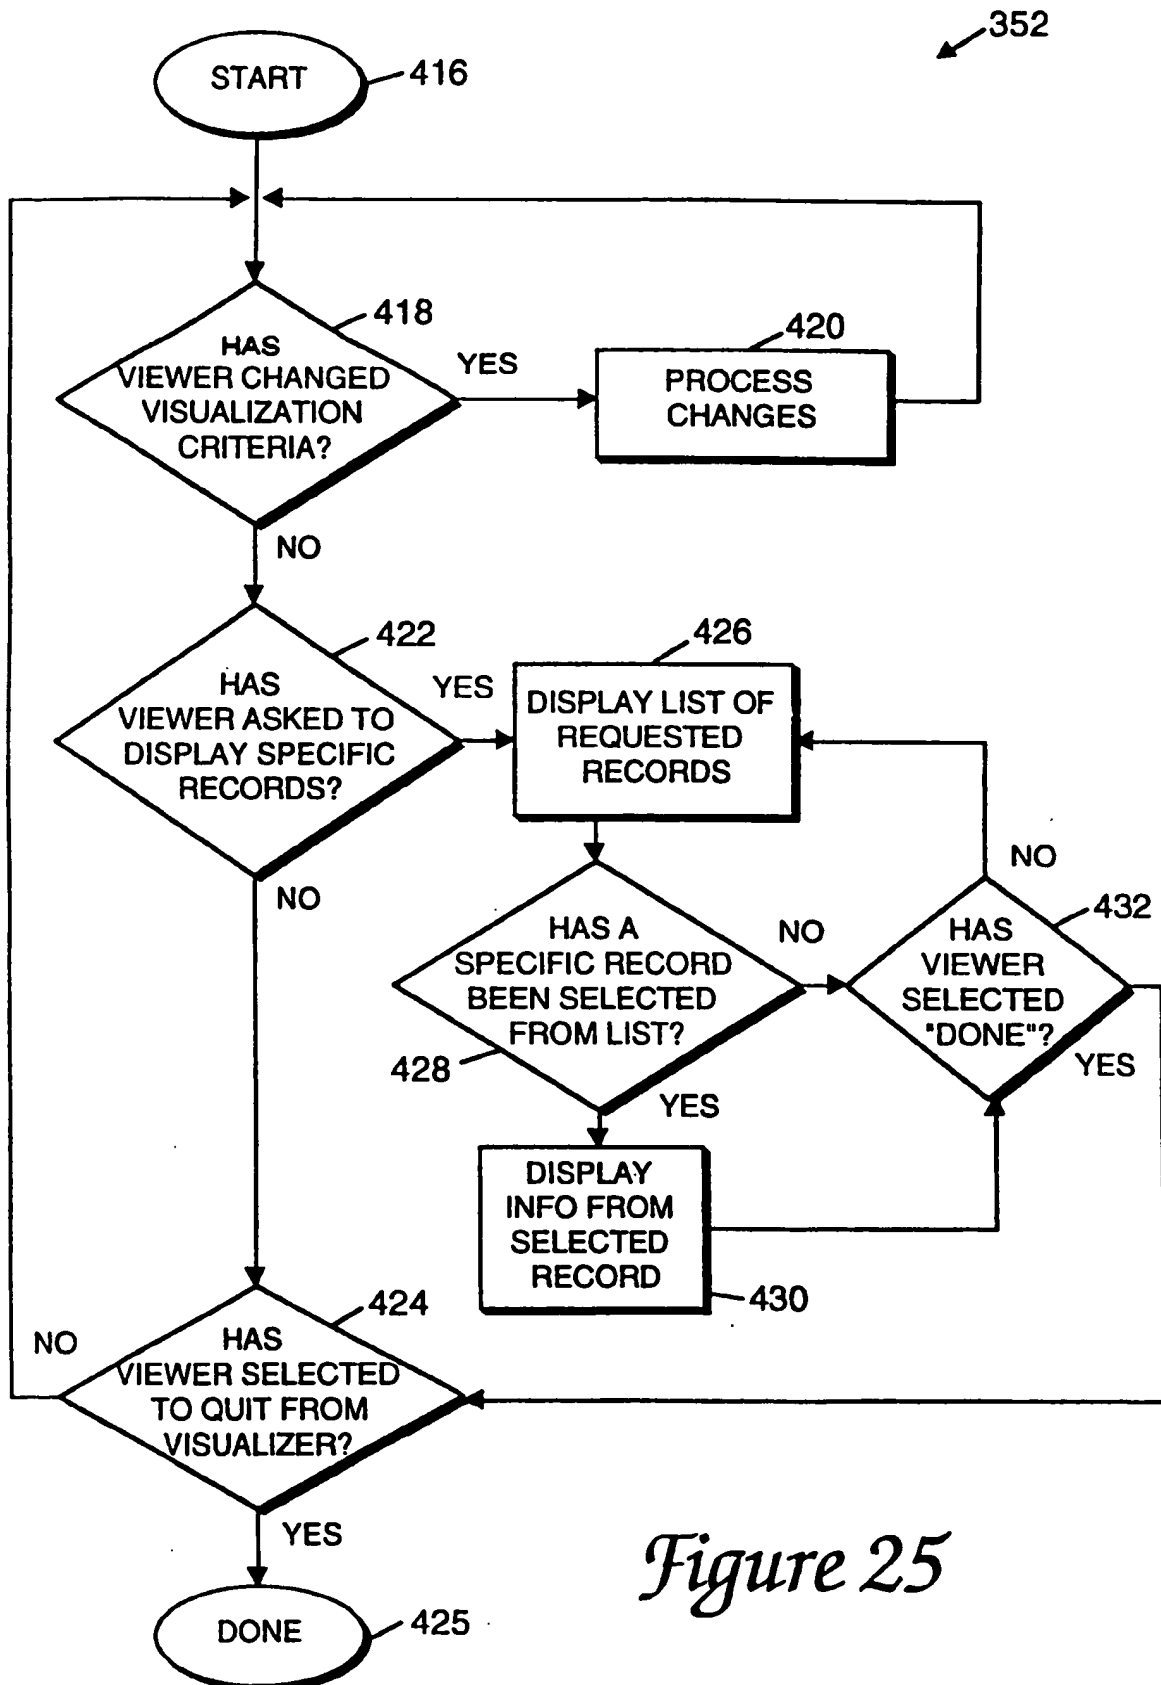 352
START
416
418
HAS
VIEWER CHANGED
VISUALIZATION
CRITERIA?
YES
420
PROCESS
CHANGES
NO
422
HAS
VIEWER ASKED TO
DISPLAY SPECIFIC
RECORDS?
YES
426
DISPLAY LIST OF
REQUESTED
RECORDS
NO
NO
HAS A
SPECIFIC RECORD
BEEN SELECTED
FROM LIST?
428
NO
432
HAS
VIEWER
SELECTED
"DONE"?
YES
YES
DISPLAY
INFO FROM
SELECTED
RECORD
430
424
NO
HAS
VIEWER SELECTED
TO QUIT FROM
VISUALIZER?
YES
DONE
425
Figure 25